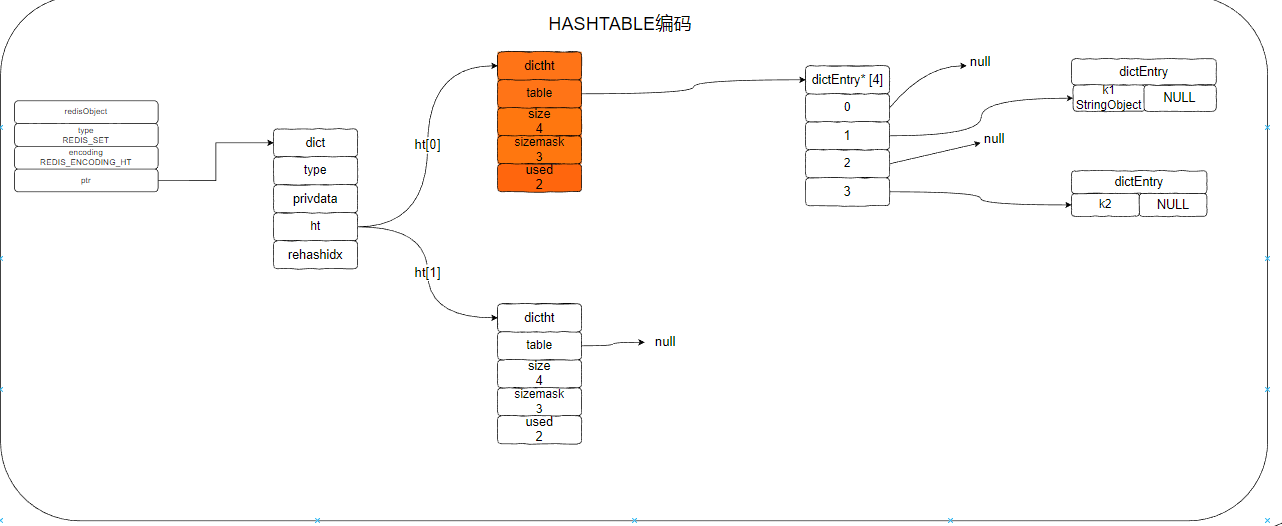 HASHTABLE编码
redisObject
type
REDIS_SET
encoding
REDIS_ENCODING_HT
ptr
dict
type
privdata
ht
rehashidx
ht[0]
ht[1]
dictht
table
size
4
sizemask
3
used
2
dictht
table
size
4
sizemask
3
used
2
null
dictEntry* [4]
0
1
2
3
null
null
dictEntry
k1
StringObject
NULL
dictEntry
k2
NULL